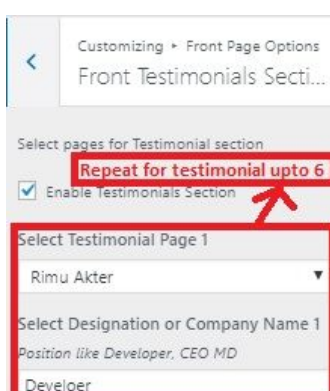 Customizing ▸ Front Page Options
Front Testimonials Secti...
Select pages for Testimonial section
Repeat for testimonial upto 6
Enable Testimonials Section
Select Testimonial Page 1
Rimu Akter
Select Designation or Company Name 1
Position like Developer, CEO MD
Develoer